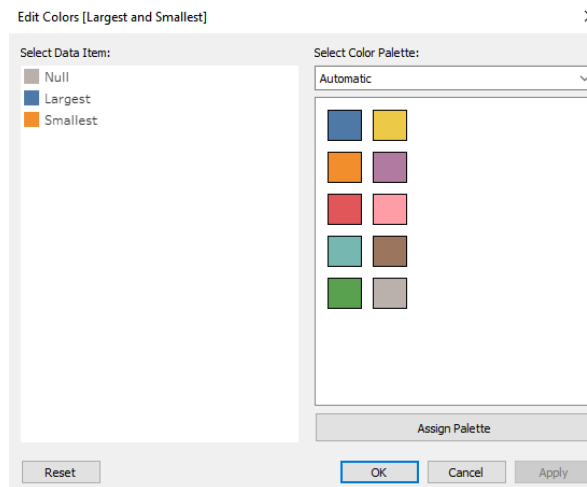 Edit Colors [Largest and Smallest]
Select Data Item:
Null
Largest
Smallest
Select Color Palette:
Automatic
Assign Palette
Reset
OK
Cancel
Apply